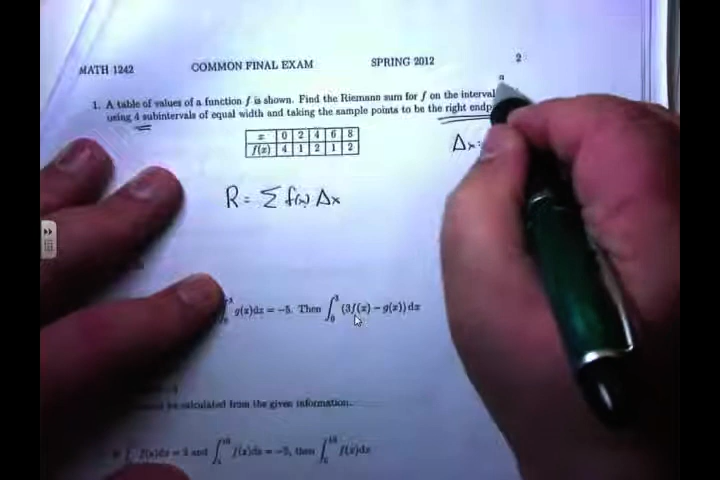 MATH 1242 COMMON FINAL EXAM SPRING 2012 2
a
1. A table of values of a function f is shown. Find the Riemann sum for f on the interval
using 4 subintervals of equal width and taking the sample points to be the right endp
x 0 2 4 6 8
f(x) 4 1 2 1 2
Δx =
R = Σ f(x) Δx
g(x)dx = −5. Then ∫ (3f(x) − g(x)) dx
be calculated from the given information.
f(x)dx = 3 and ∫ f(x)dx = −5, then ∫ f(x)dx